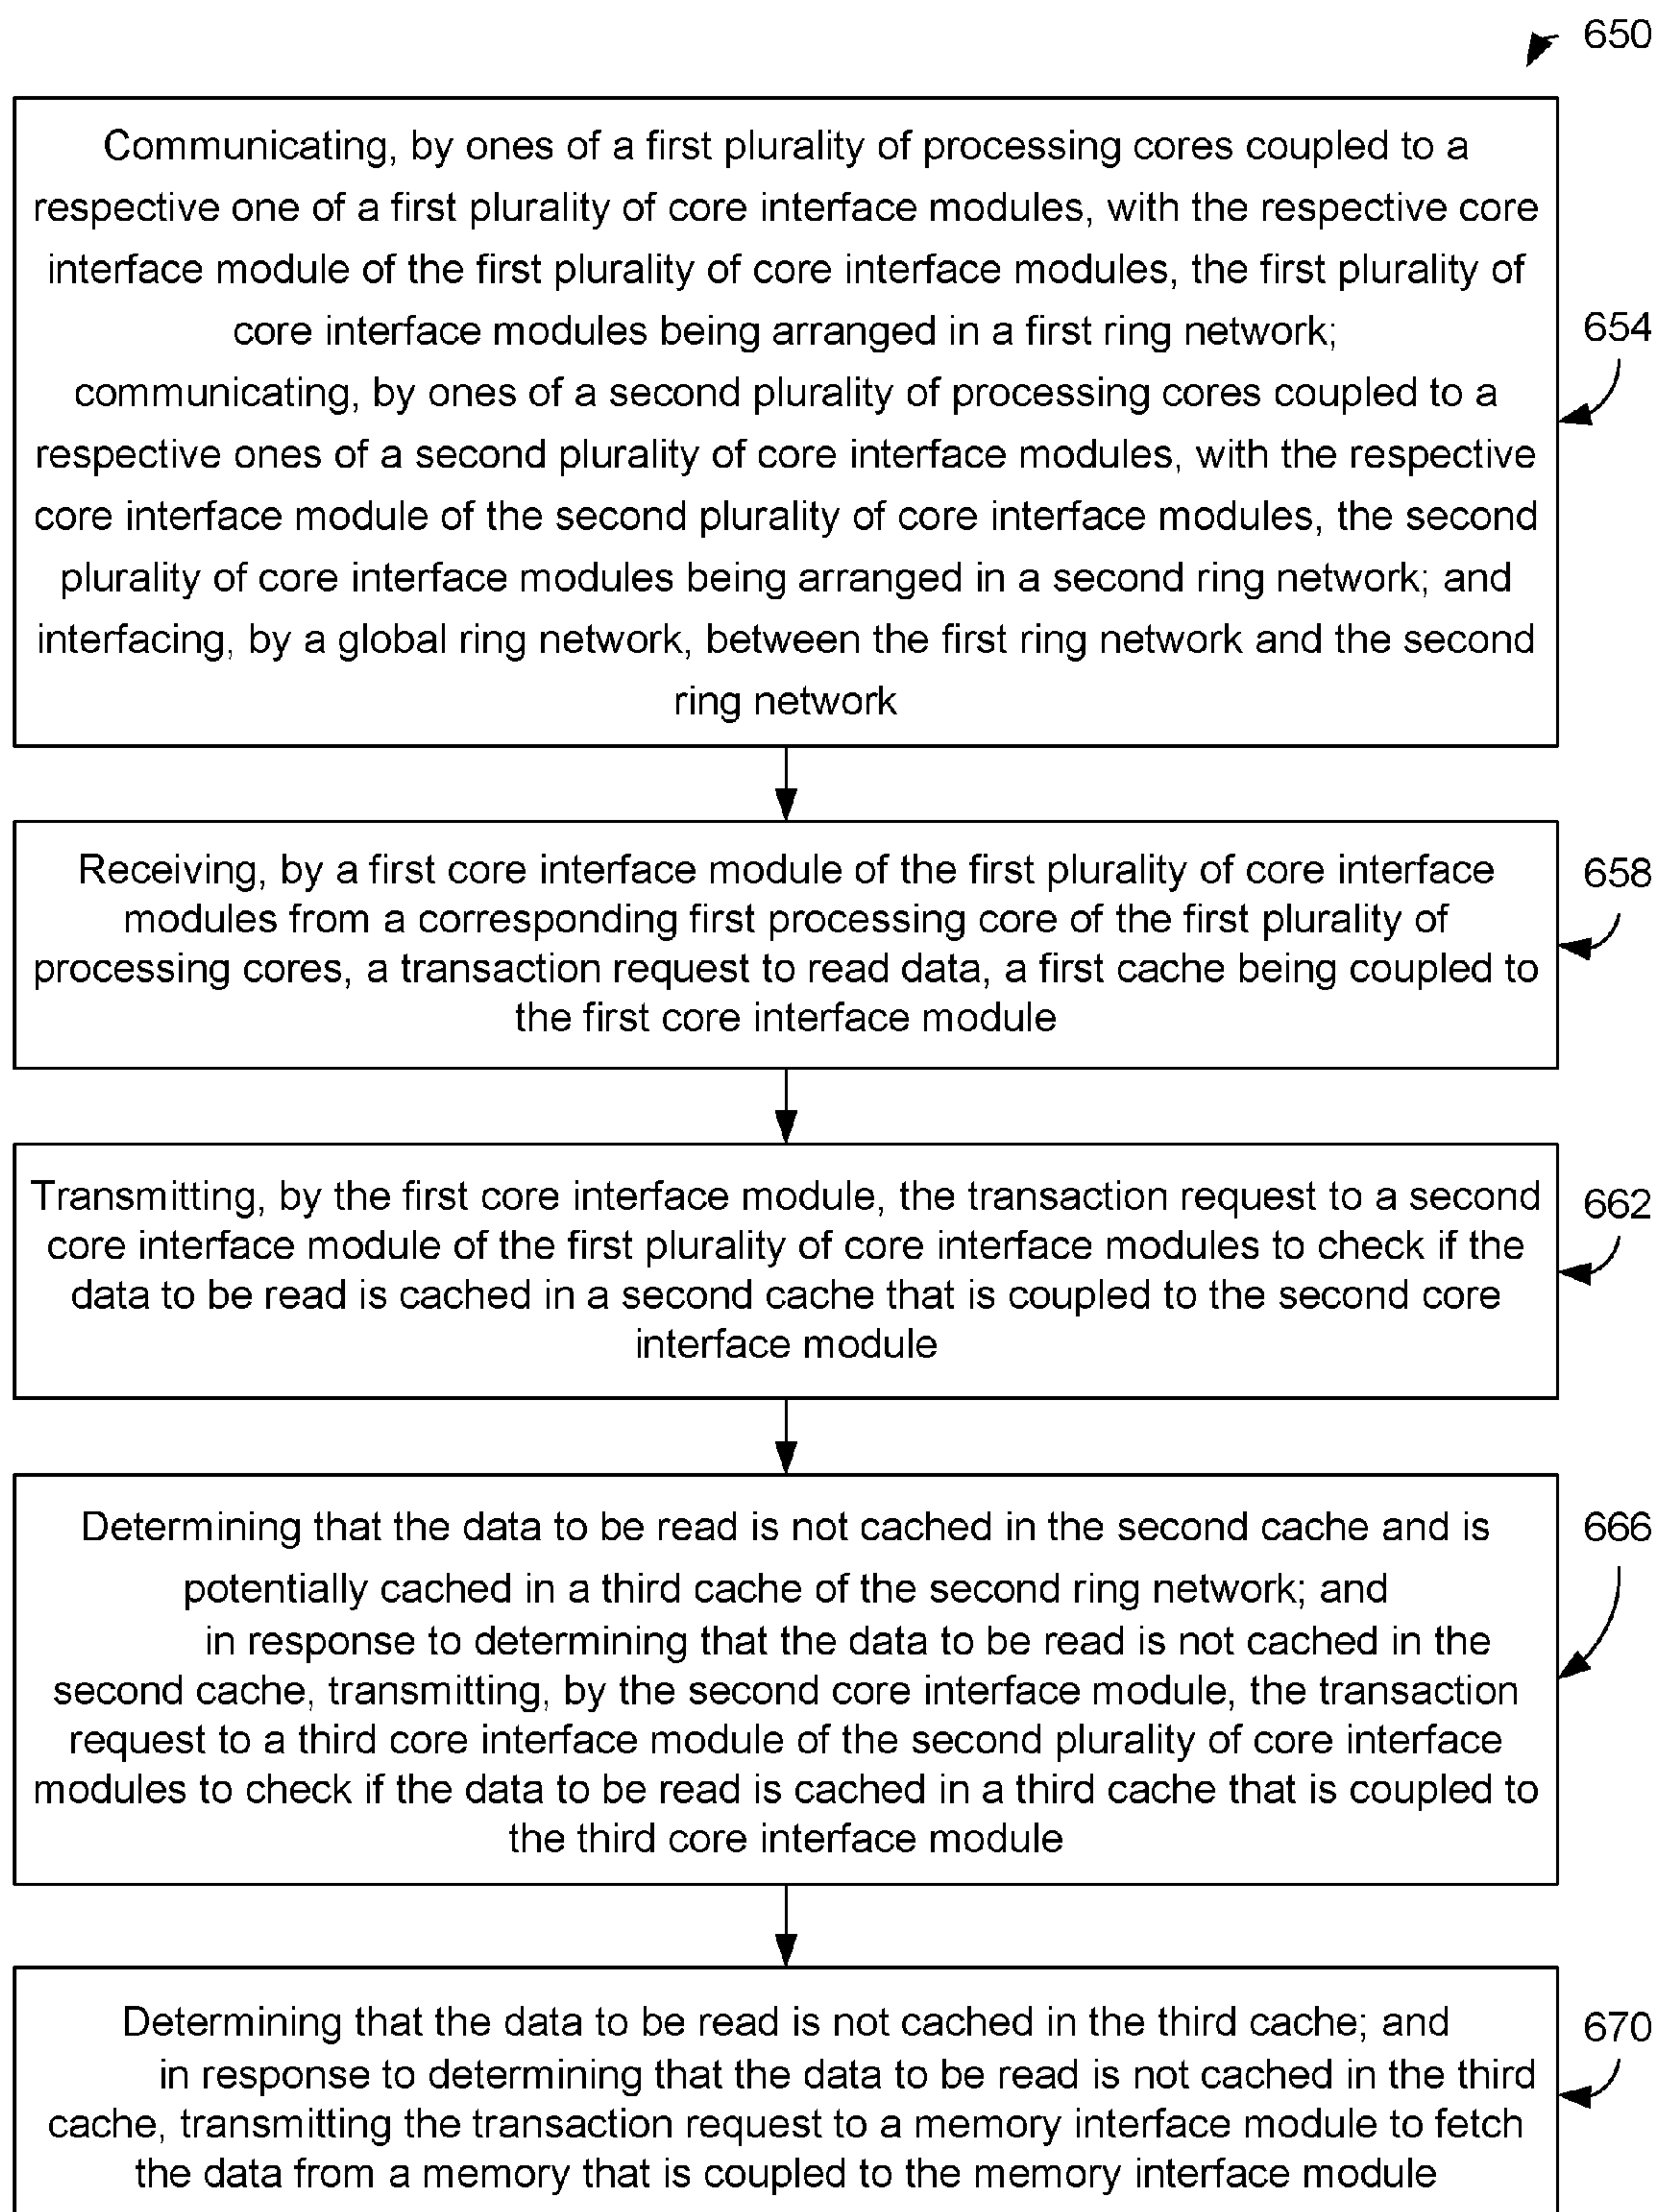 650
Communicating, by ones of a first plurality of processing cores coupled to a
respective one of a first plurality of core interface modules, with the respective core
interface module of the first plurality of core interface modules, the first plurality of
core interface modules being arranged in a first ring network;
654
communicating, by ones of a second plurality of processing cores coupled to a
respective ones of a second plurality of core interface modules, with the respective
core interface module of the second plurality of core interface modules, the second
plurality of core interface modules being arranged in a second ring network; and
interfacing, by a global ring network, between the first ring network and the second
ring network
Receiving, by a first core interface module of the first plurality of core interface
658
modules from a corresponding first processing core of the first plurality of
processing cores, a transaction request to read data, a first cache being coupled to
the first core interface module
Transmitting, by the first core interface module, the transaction request to a second
662
core interface module of the first plurality of core interface modules to check if the
data to be read is cached in a second cache that is coupled to the second core
interface module
Determining that the data to be read is not cached in the second cache and is
666
potentially cached in a third cache of the second ring network; and
in response to determining that the data to be read is not cached in the
second cache, transmitting, by the second core interface module, the transaction
request to a third core interface module of the second plurality of core interface
modules to check if the data to be read is cached in a third cache that is coupled to
the third core interface module
Determining that the data to be read is not cached in the third cache; and
670
in response to determining that the data to be read is not cached in the third
cache, transmitting the transaction request to a memory interface module to fetch
the data from a memory that is coupled to the memory interface module